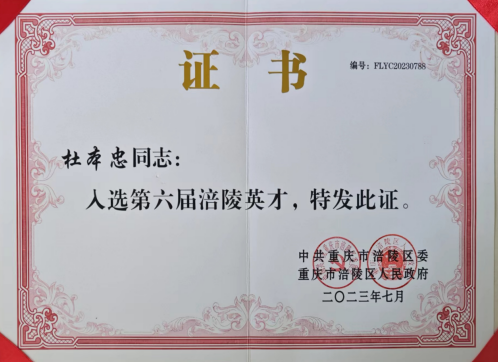 证书
编号：FLYC20230788
杜本忠同志：
入选第六届涪陵英才，特发此证。
中共重庆市涪陵区委
重庆市涪陵区人民政府
二〇二三年七月